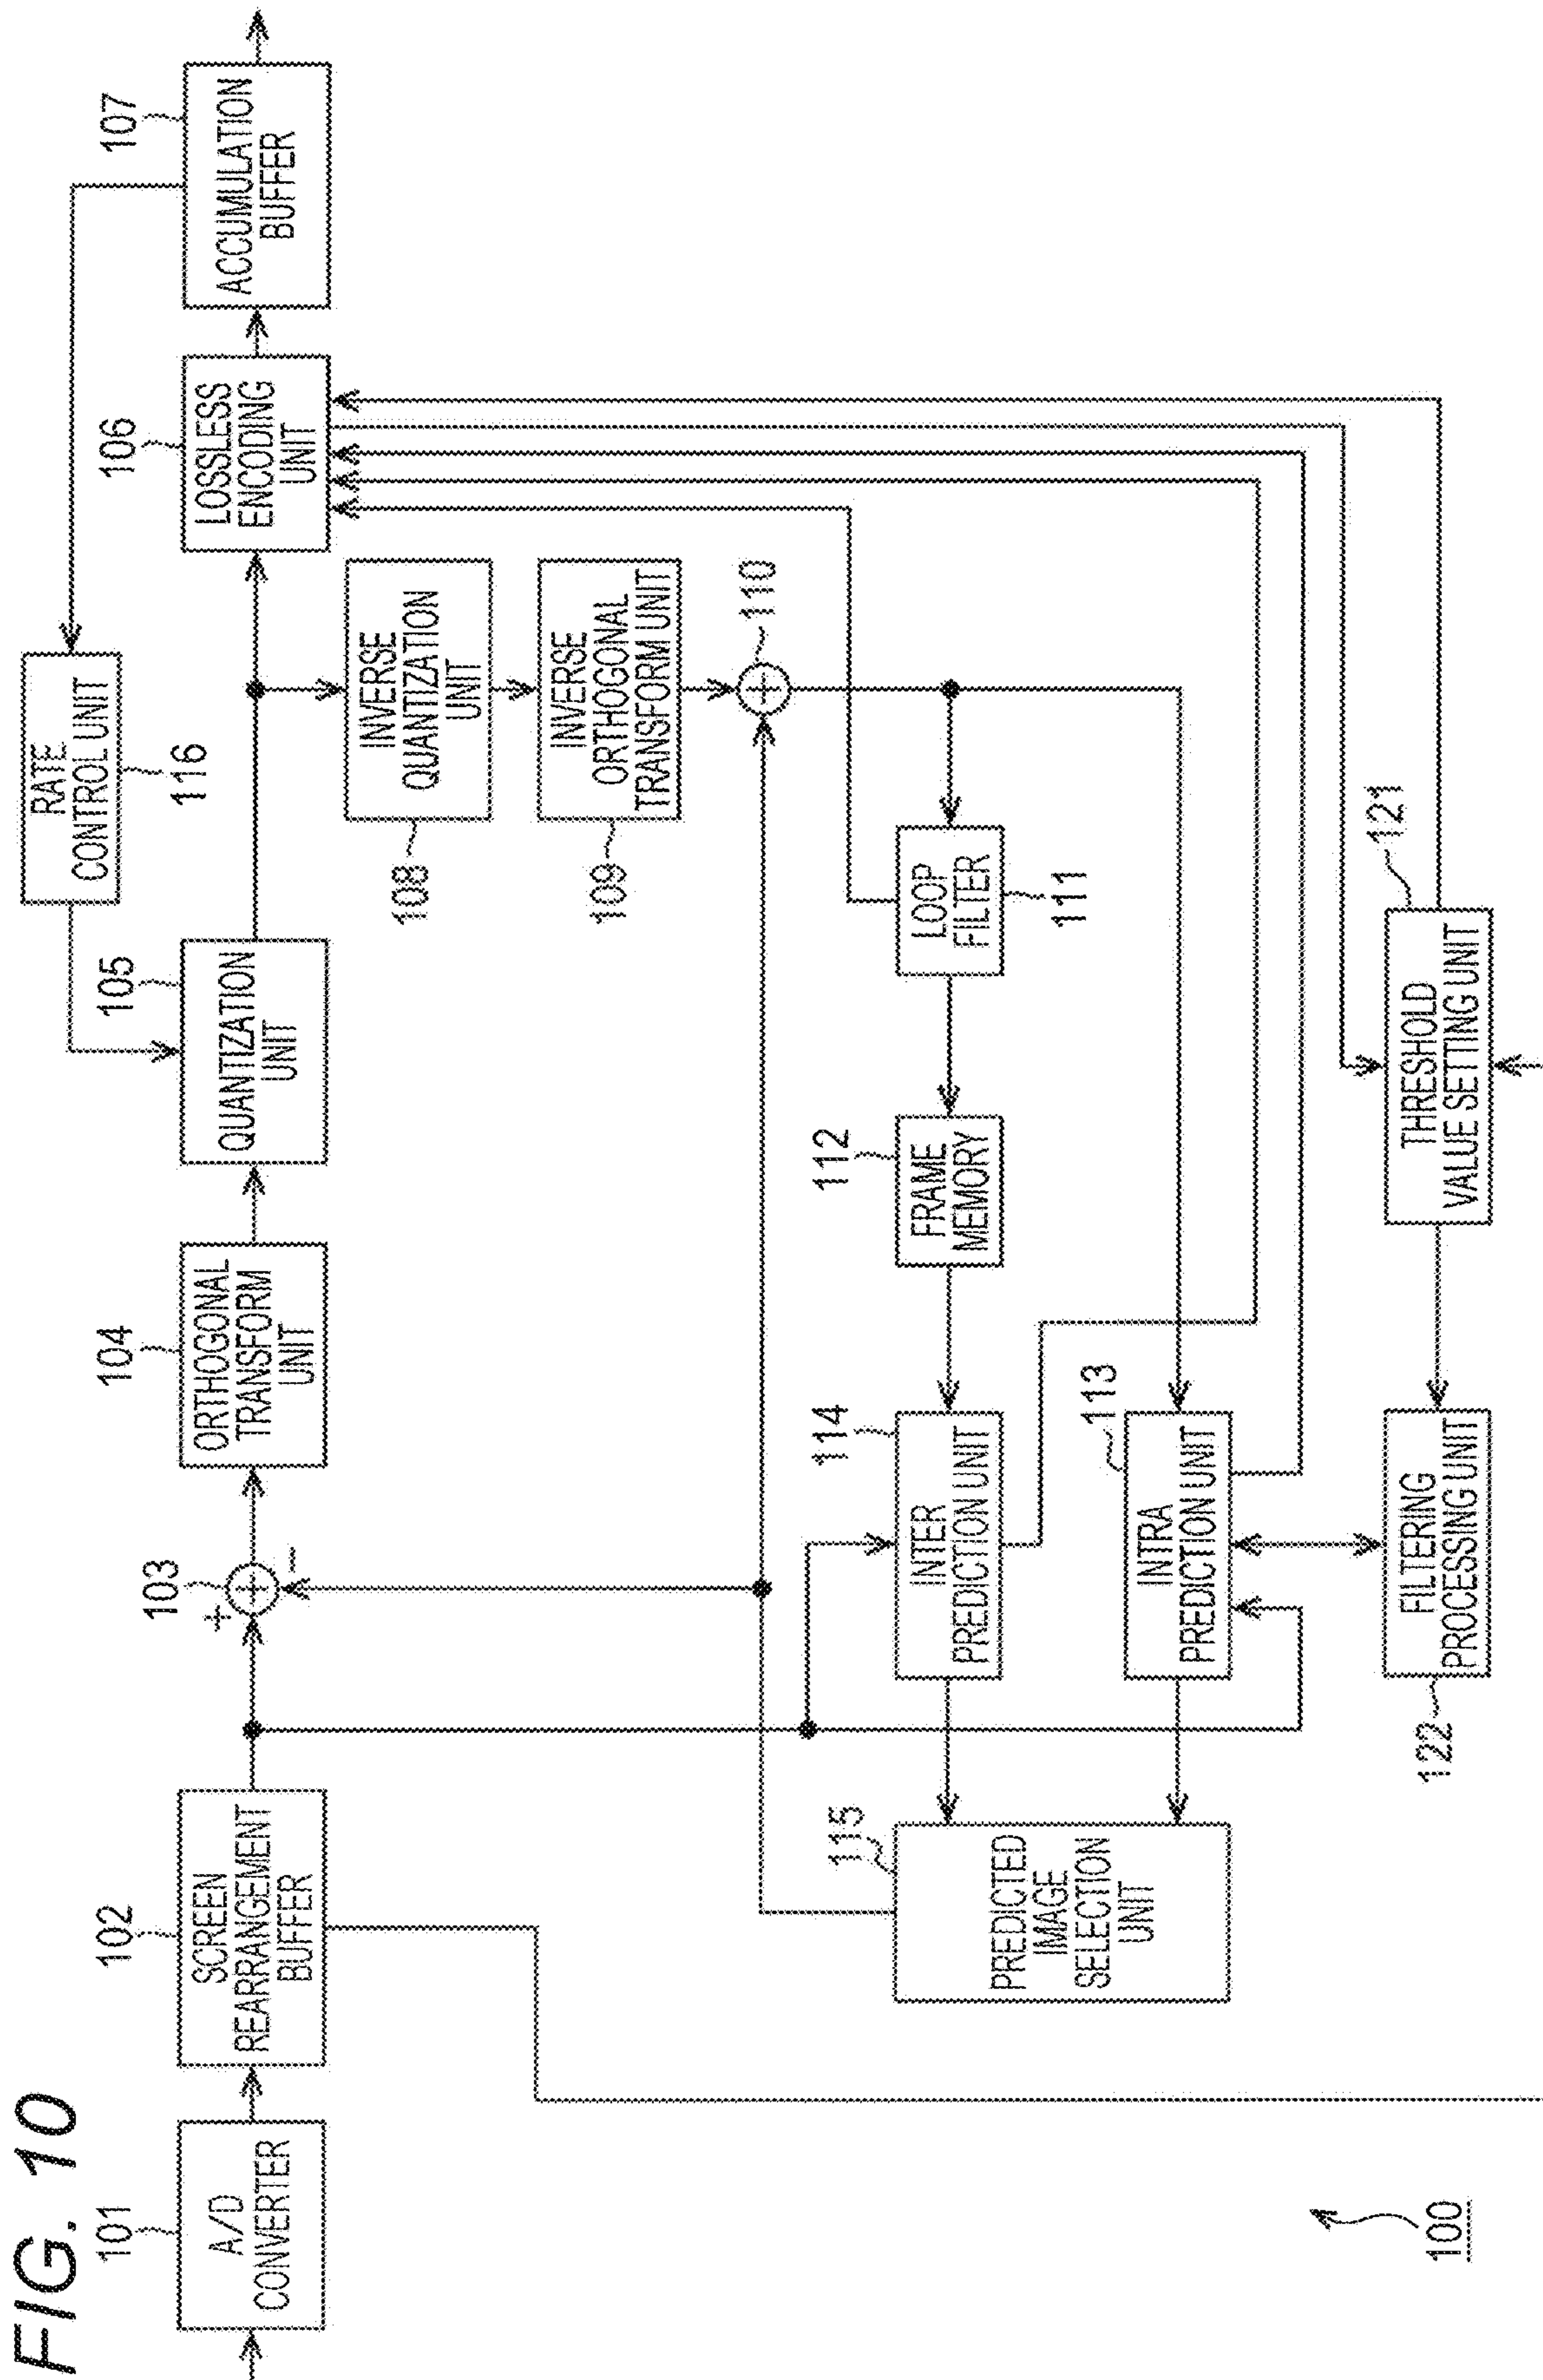 FIG. 10
101
A/D
CONVERTER
102
SCREEN
REARRANGEMENT
BUFFER
103
+
−
104
ORTHOGONAL
TRANSFORM
UNIT
105
QUANTIZATION
UNIT
RATE
CONTROL UNIT
116
106
LOSSLESS
ENCODING
UNIT
107
ACCUMULATION
BUFFER
INVERSE
QUANTIZATION
UNIT
108
INVERSE
ORTHOGONAL
TRANSFORM UNIT
109
110
LOOP
FILTER
111
112
FRAME
MEMORY
114
INTER
PREDICTION UNIT
113
INTRA
PREDICTION UNIT
115
PREDICTED
IMAGE
SELECTION
UNIT
121
THRESHOLD
VALUE SETTING UNIT
FILTERING
PROCESSING UNIT
122
100